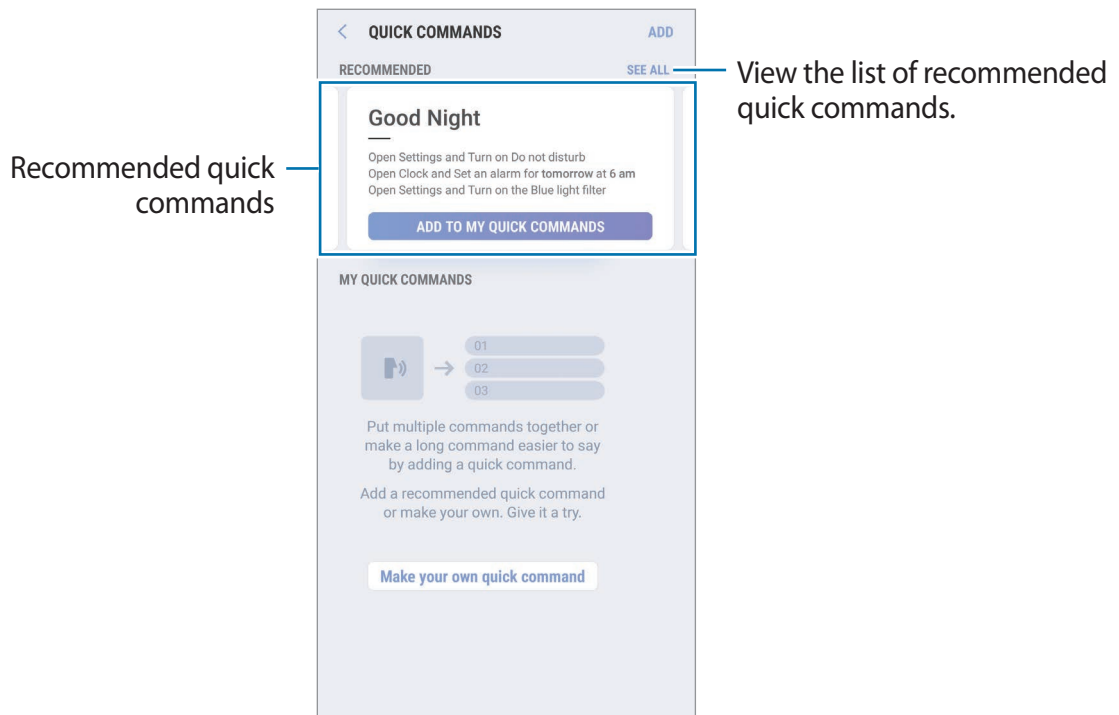 < QUICK COMMANDS ADD
RECOMMENDED SEE ALL
View the list of recommended
quick commands.
Recommended quick
commands
Good Night
Open Settings and Turn on Do not disturb
Open Clock and Set an alarm for tomorrow at 6 am
Open Settings and Turn on the Blue light filter
ADD TO MY QUICK COMMANDS
MY QUICK COMMANDS
01
02
03
Put multiple commands together or
make a long command easier to say
by adding a quick command.
Add a recommended quick command
or make your own. Give it a try.
Make your own quick command